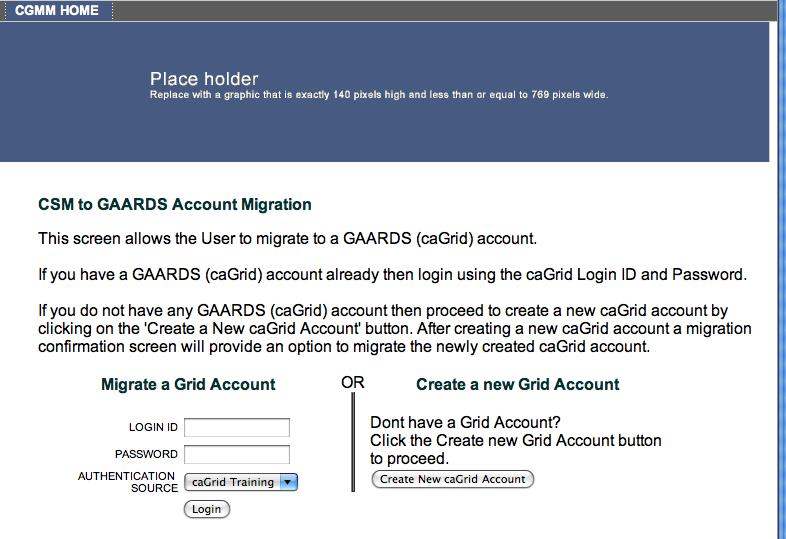 CGMM HOME
Place holder
Replace with a graphic that is exactly 140 pixels high and less than or equal to 769 pixels wide.
CSM to GAARDS Account Migration
This screen allows the User to migrate to a GAARDS (caGrid) account.
If you have a GAARDS (caGrid) account already then login using the caGrid Login ID and Password.
If you do not have any GAARDS (caGrid) account then proceed to create a new caGrid account by
clicking on the 'Create a New caGrid Account' button. After creating a new caGrid account a migration
confirmation screen will provide an option to migrate the newly created caGrid account.
Migrate a Grid Account
LOGIN ID
PASSWORD
AUTHENTICATION
SOURCE
caGrid Training
Login
OR
Create a new Grid Account
Dont have a Grid Account?
Click the Create new Grid Account button
to proceed.
Create New caGrid Account